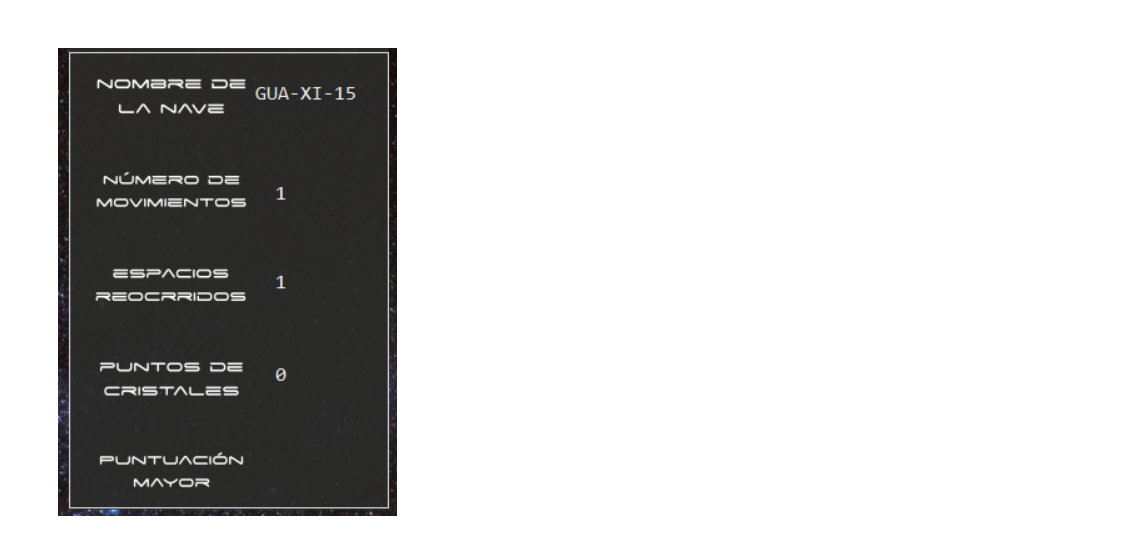 NOMBRE DE
LA NAVE
GUA-XI-15
NÚMERO DE
MOVIMIENTOS
1
ESPACIOS
REOCRRIDOS
1
PUNTOS DE
CRISTALES
0
PUNTUACIÓN
MAYOR